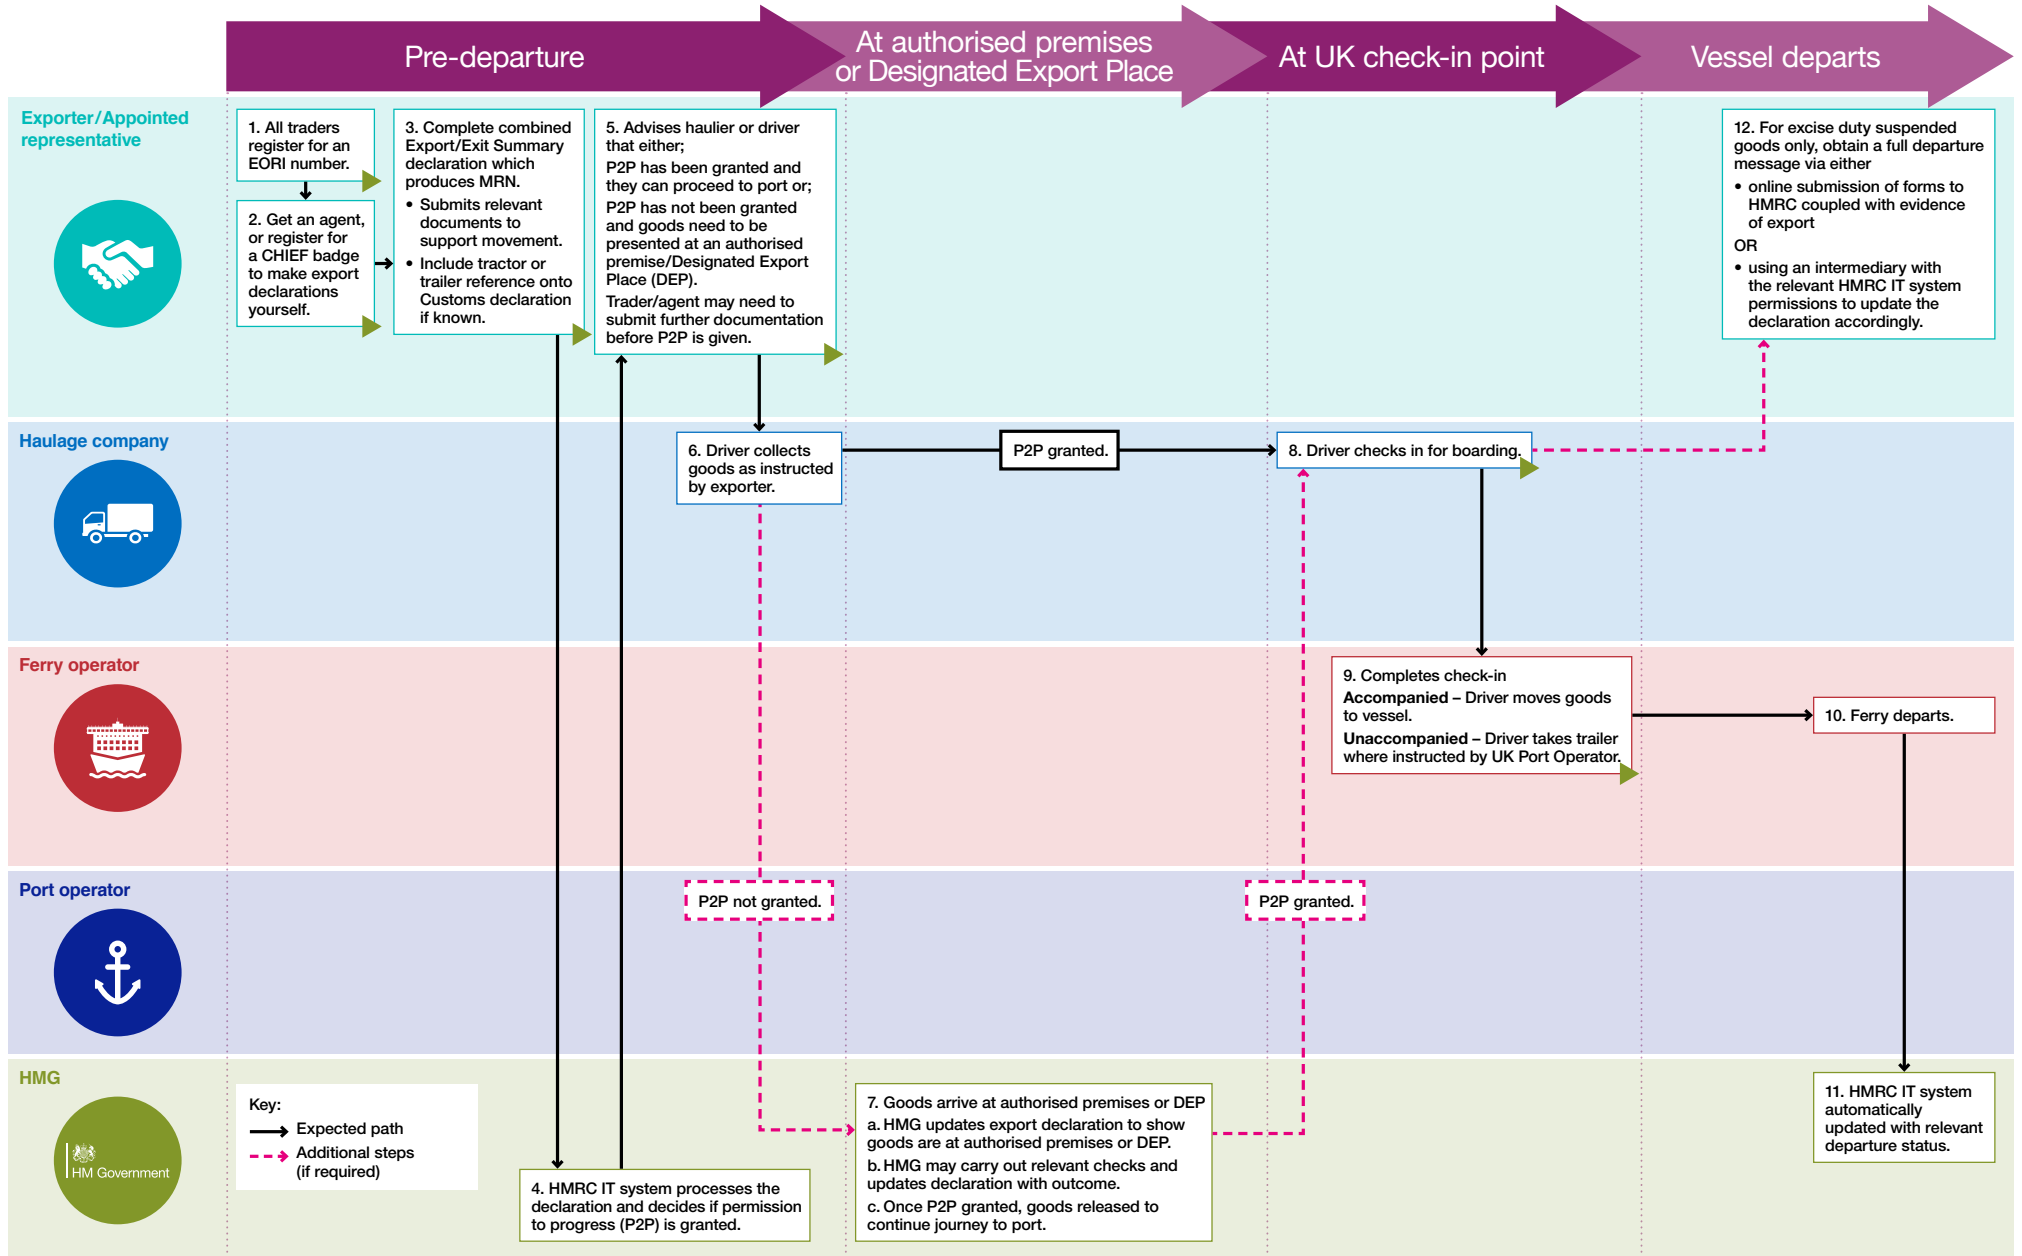 Pre-departure
At authorised premises
or Designated Export Place
At UK check-in point
Vessel departs
Exporter/Appointed
representative
1. All traders
register for an
EORI number.
2. Get an agent,
or register for
a CHIEF badge
to make export
declarations
yourself.
3. Complete combined
Export/Exit Summary
declaration which
produces MRN.
• Submits relevant
documents to
support movement.
• Include tractor or
trailer reference onto
Customs declaration
if known.
5. Advises haulier or driver
that either;
P2P has been granted and
they can proceed to port or;
P2P has not been granted
and goods need to be
presented at an authorised
premise/Designated Export
Place (DEP).
Trader/agent may need to
submit further documentation
before P2P is given.
12. For excise duty suspended
goods only, obtain a full departure
message via either
• online submission of forms to
HMRC coupled with evidence
of export
OR
• using an intermediary with
the relevant HMRC IT system
permissions to update the
declaration accordingly.
Haulage company
6. Driver collects
goods as instructed
by exporter.
P2P granted.
8. Driver checks in for boarding.
Ferry operator
9. Completes check-in
Accompanied – Driver moves goods
to vessel.
Unaccompanied – Driver takes trailer
where instructed by UK Port Operator.
10. Ferry departs.
Port operator
P2P not granted.
P2P granted.
HMG
HM Government
Key:
Expected path
Additional steps
(if required)
4. HMRC IT system processes the
declaration and decides if permission
to progress (P2P) is granted.
7. Goods arrive at authorised premises or DEP
a. HMG updates export declaration to show
goods are at authorised premises or DEP.
b. HMG may carry out relevant checks and
updates declaration with outcome.
c. Once P2P granted, goods released to
continue journey to port.
11. HMRC IT system
automatically
updated with relevant
departure status.